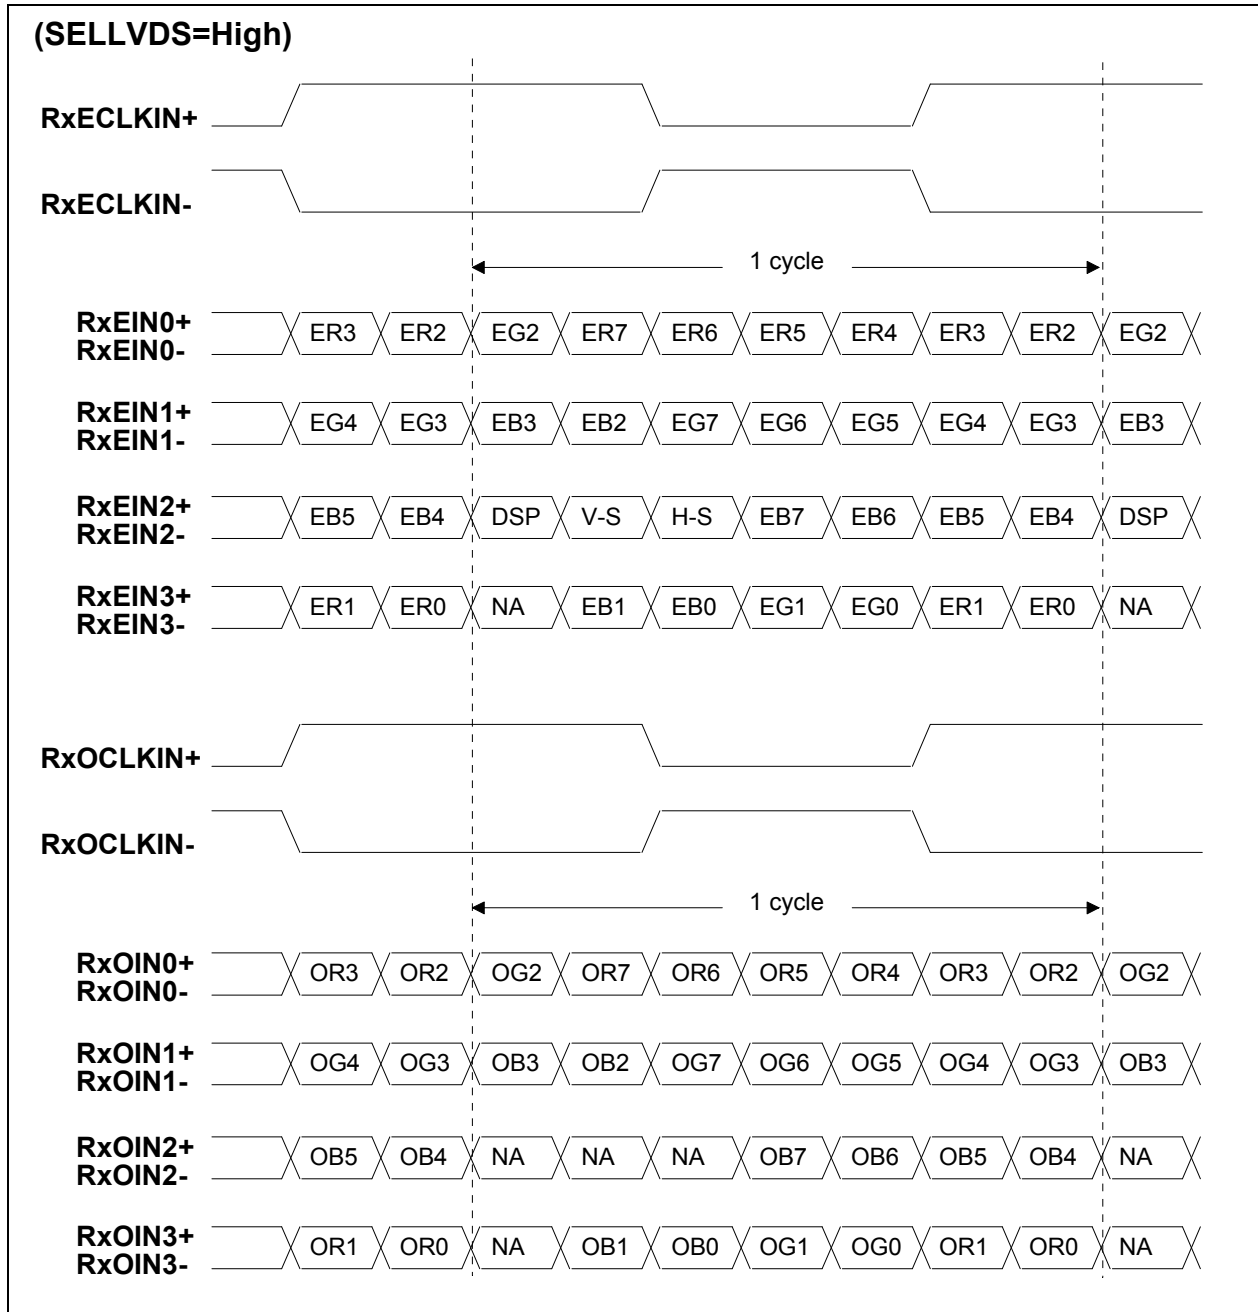 (SELLVDS=High)
RxECLKIN+
RxECLKIN-
1 cycle
RxEIN0+ ER3 ER2 EG2 ER7 ER6 ER5 ER4 ER3 ER2 EG2
RxEIN0-
RxEIN1+ EG4 EG3 EB3 EB2 EG7 EG6 EG5 EG4 EG3 EB3
RxEIN1-
RxEIN2+ EB5 EB4 DSP V-S H-S EB7 EB6 EB5 EB4 DSP
RxEIN2-
RxEIN3+ ER1 ER0 NA EB1 EB0 EG1 EG0 ER1 ER0 NA
RxEIN3-
RxOCLKIN+
RxOCLKIN-
1 cycle
RxOIN0+ OR3 OR2 OG2 OR7 OR6 OR5 OR4 OR3 OR2 OG2
RxOIN0-
RxOIN1+ OG4 OG3 OB3 OB2 OG7 OG6 OG5 OG4 OG3 OB3
RxOIN1-
RxOIN2+ OB5 OB4 NA NA NA OB7 OB6 OB5 OB4 NA
RxOIN2-
RxOIN3+ OR1 OR0 NA OB1 OB0 OG1 OG0 OR1 OR0 NA
RxOIN3-